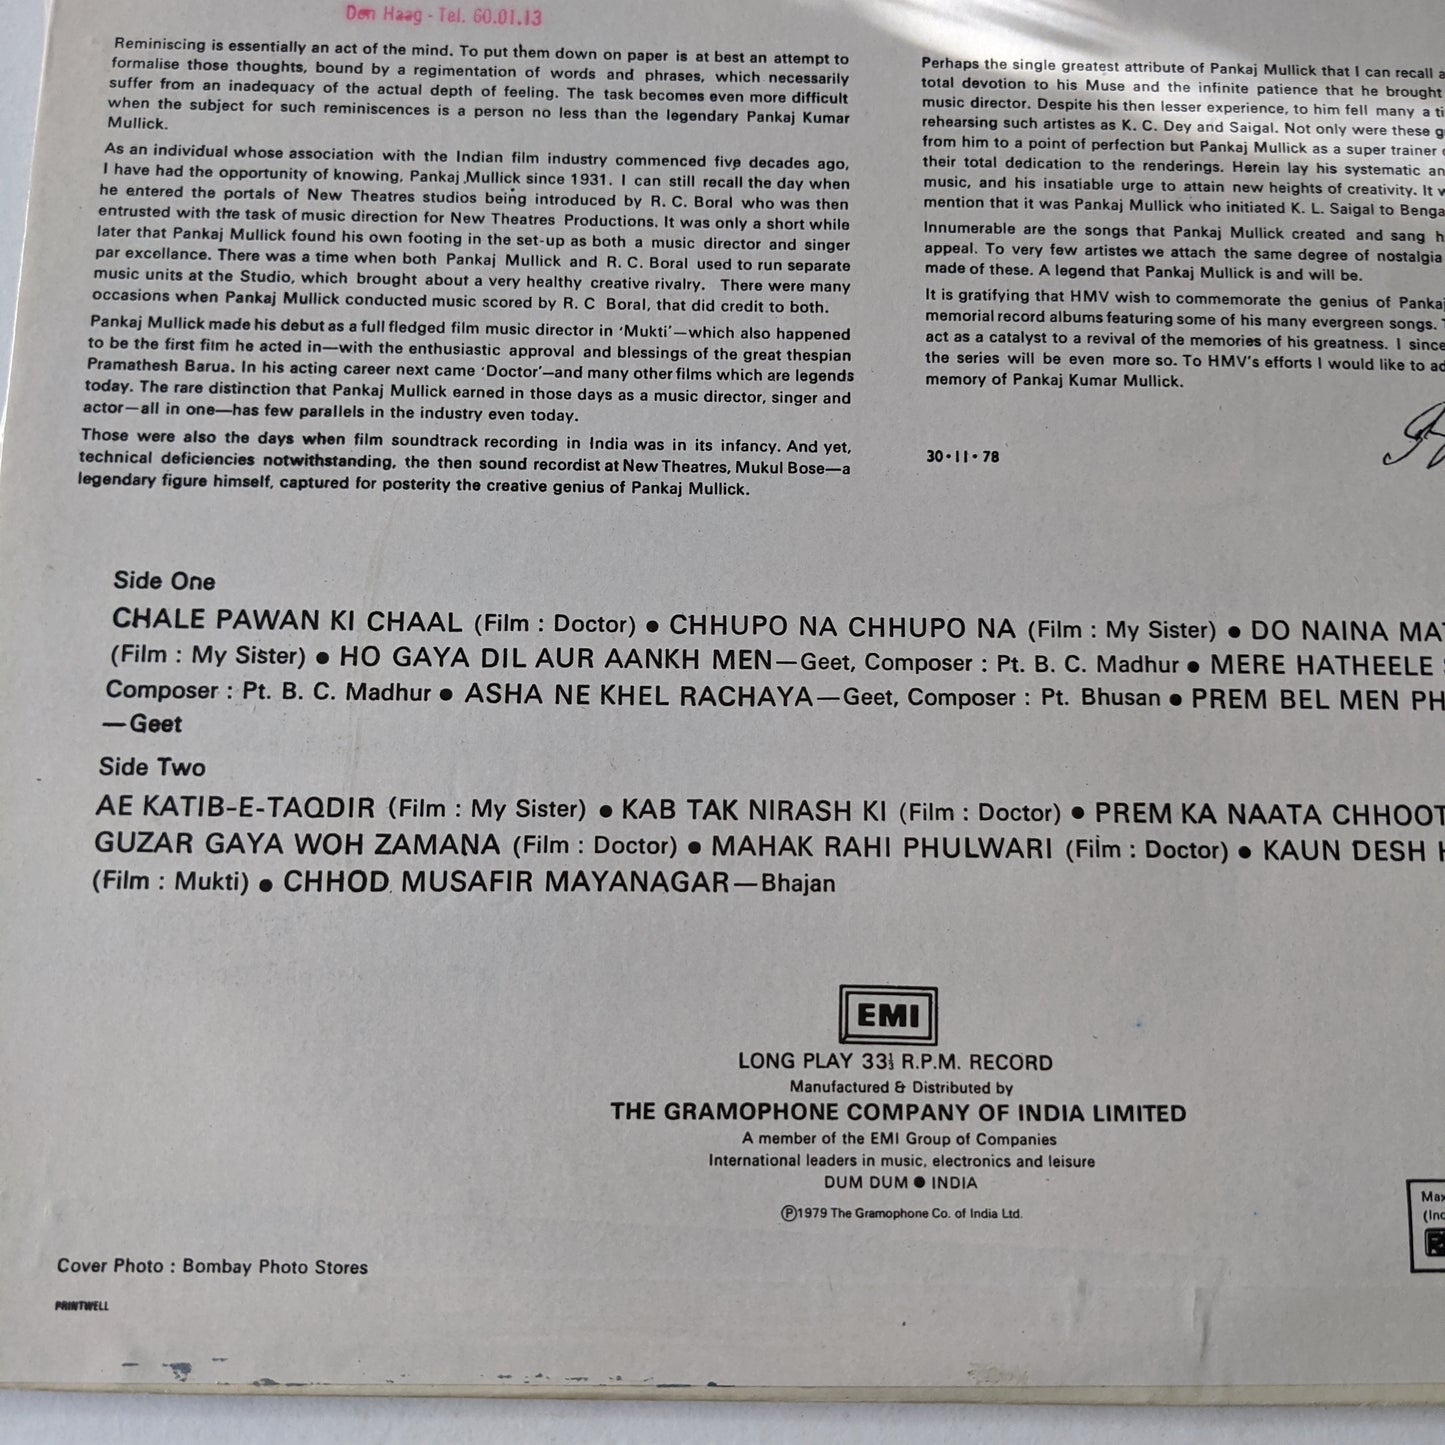 Den Haag - Tel. 60.01.13
Reminiscing is essentially an act of the mind. To put them down on paper is at best an attempt to
formalise those thoughts, bound by a regimentation of words and phrases, which necessarily
suffer from an inadequacy of the actual depth of feeling. The task becomes even more difficult
when the subject for such reminiscences is a person no less than the legendary Pankaj Kumar
Mullick.
As an individual whose association with the Indian film industry commenced five decades ago,
I have had the opportunity of knowing, Pankaj Mullick since 1931. I can still recall the day when
he entered the portals of New Theatres studios being introduced by R. C. Boral who was then
entrusted with the task of music direction for New Theatres Productions. It was only a short while
later that Pankaj Mullick found his own footing in the set-up as both a music director and singer
par excellance. There was a time when both Pankaj Mullick and R. C. Boral used to run separate
music units at the Studio, which brought about a very healthy creative rivalry. There were many
occasions when Pankaj Mullick conducted music scored by R. C Boral, that did credit to both.
Pankaj Mullick made his debut as a full fledged film music director in ‘Mukti’—which also happened
to be the first film he acted in—with the enthusiastic approval and blessings of the great thespian
Pramathesh Barua. In his acting career next came ‘Doctor’—and many other films which are legends
today. The rare distinction that Pankaj Mullick earned in those days as a music director, singer and
actor—all in one—has few parallels in the industry even today.
Those were also the days when film soundtrack recording in India was in its infancy. And yet,
technical deficiencies notwithstanding, the then sound recordist at New Theatres, Mukul Bose—a
legendary figure himself, captured for posterity the creative genius of Pankaj Mullick.
Perhaps the single greatest attribute of Pankaj Mullick that I can recall
total devotion to his Muse and the infinite patience that he brought
music director. Despite his then lesser experience, to him fell many a
rehearsing such artistes as K. C. Dey and Saigal. Not only were these
from him to a point of perfection but Pankaj Mullick as a super trainer
their total dedication to the renderings. Herein lay his systematic
music, and his insatiable urge to attain new heights of creativity. It
mention that it was Pankaj Mullick who initiated K. L. Saigal to
Innumerable are the songs that Pankaj Mullick created and sang
appeal. To very few artistes we attach the same degree of nostalgia
made of these. A legend that Pankaj Mullick is and will be.
It is gratifying that HMV wish to commemorate the genius of
memorial record albums featuring some of his many evergreen songs.
act as a catalyst to a revival of the memories of his greatness. I
the series will be even more so. To HMV's efforts I would like to
memory of Pankaj Kumar Mullick.
30·11·78
Side One
CHALE PAWAN KI CHAAL (Film : Doctor) ● CHHUPO NA CHHUPO NA (Film : My Sister) ● DO NAINA
(Film : My Sister) ● HO GAYA DIL AUR AANKH MEN—Geet, Composer : Pt. B. C. Madhur ● MERE HATHEELE
Composer : Pt. B. C. Madhur ● ASHA NE KHEL RACHAYA—Geet, Composer : Pt. Bhusan ● PREM BEL MEN
—Geet
Side Two
AE KATIB-E-TAQDIR (Film : My Sister) ● KAB TAK NIRASH KI (Film : Doctor) ● PREM KA NAATA CHHOOT
GUZAR GAYA WOH ZAMANA (Film : Doctor) ● MAHAK RAHI PHULWARI (Film : Doctor) ● KAUN DESH
(Film : Mukti) ● CHHOD MUSAFIR MAYANAGAR—Bhajan
EMI
LONG PLAY 33⅓ R.P.M. RECORD
Manufactured & Distributed by
THE GRAMOPHONE COMPANY OF INDIA LIMITED
A member of the EMI Group of Companies
International leaders in music, electronics and leisure
DUM DUM ● INDIA
℗1979 The Gramophone Co. of India Ltd.
Cover Photo : Bombay Photo Stores
PRINTWELL